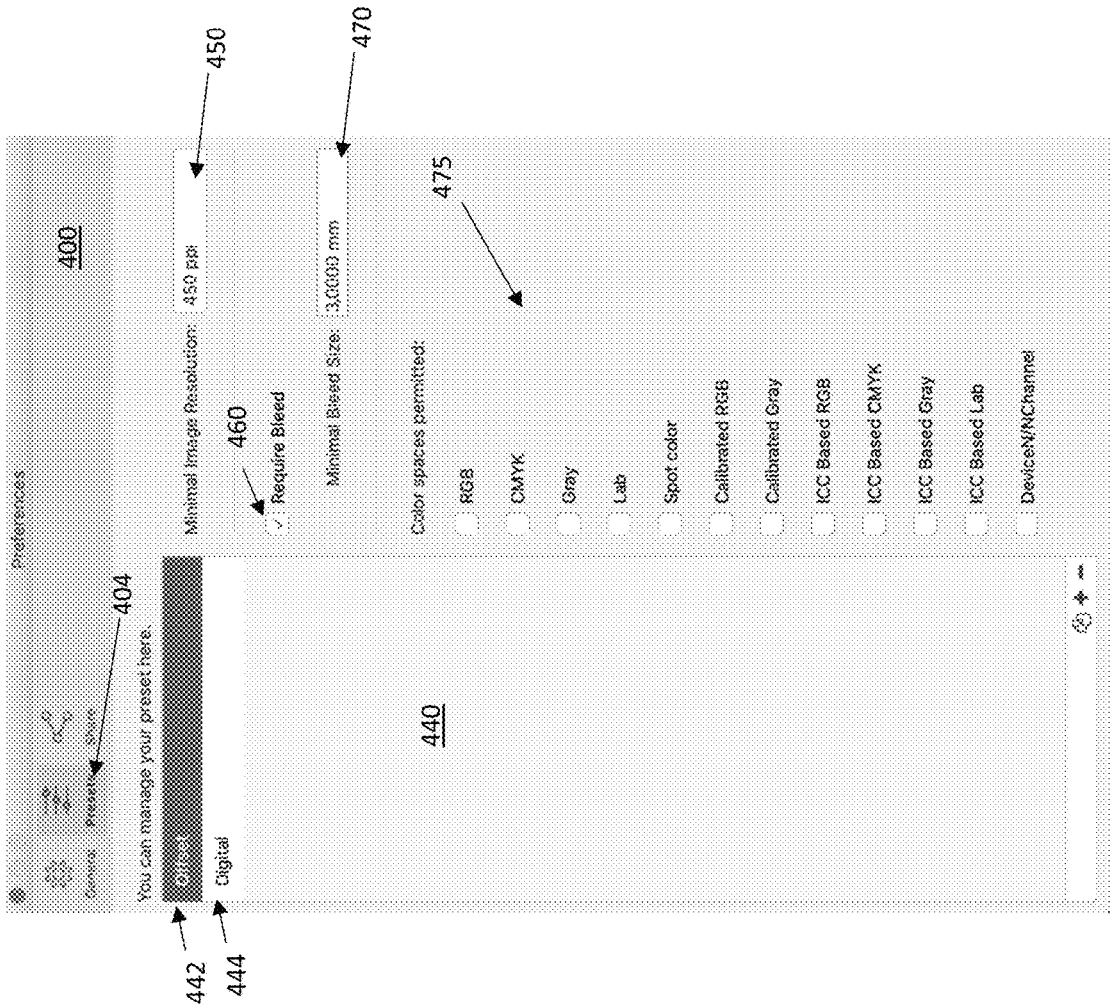 Preferences
400
General Presets Share
404
You can manage your preset here.
442
Offset
444
Digital
440
Minimal Image Resolution: 450 ppi
450
460
Require Bleed
Minimal Bleed Size: 3,0000 mm
470
Color spaces permitted:
475
RGB
CMYK
Gray
Lab
Spot color
Calibrated RGB
Calibrated Gray
ICC Based RGB
ICC Based CMYK
ICC Based Gray
ICC Based Lab
DeviceN/NChannel